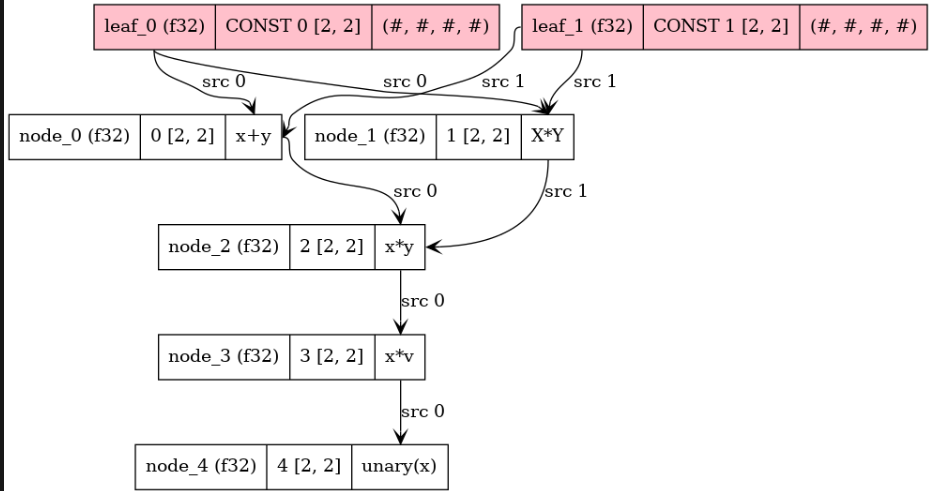 leaf_0 (f32) CONST 0 [2, 2] (#, #, #, #) leaf_1 (f32) CONST 1 [2, 2] (#, #, #, #)
src 0 src 0 src 1 src 1
node_0 (f32) 0 [2, 2] x+y node_1 (f32) 1 [2, 2] X*Y
src 0 src 1
node_2 (f32) 2 [2, 2] x*y
src 0
node_3 (f32) 3 [2, 2] x*v
src 0
node_4 (f32) 4 [2, 2] unary(x)